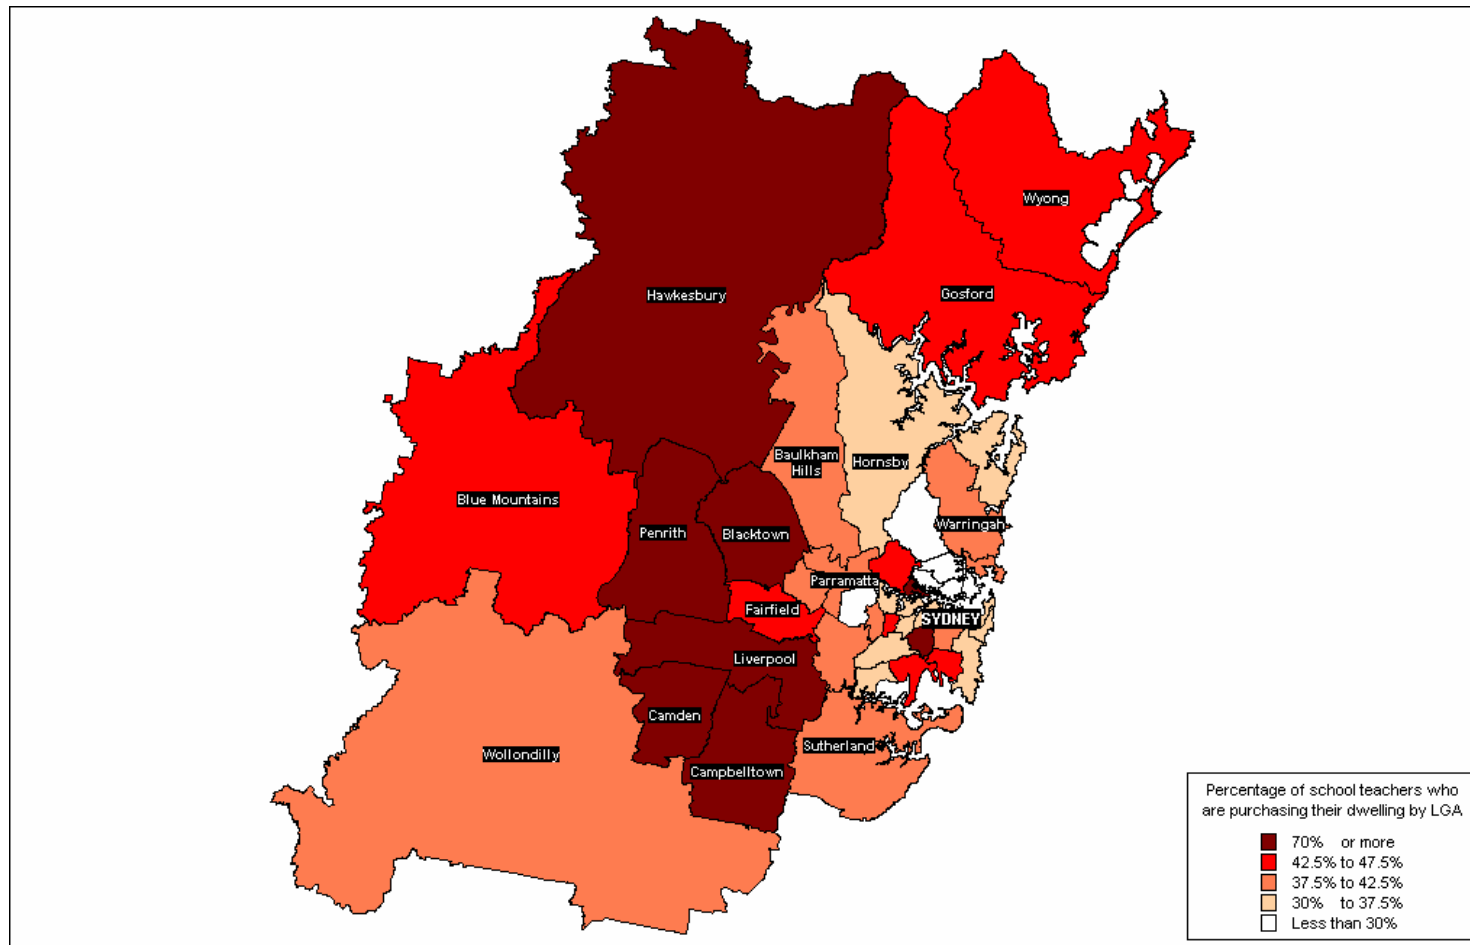 Wyong
Hawkesbury
Gosford
Baulkham
Hills
Hornsby
Blue Mountains
Penrith
Blacktown
Warringah
Parramatta
Fairfield
SYDNEY
Liverpool
Camden
Wollondilly
Sutherland
Campbelltown
Percentage of school teachers who
are purchasing their dwelling by LGA
70% or more
42.5% to 47.5%
37.5% to 42.5%
30% to 37.5%
Less than 30%